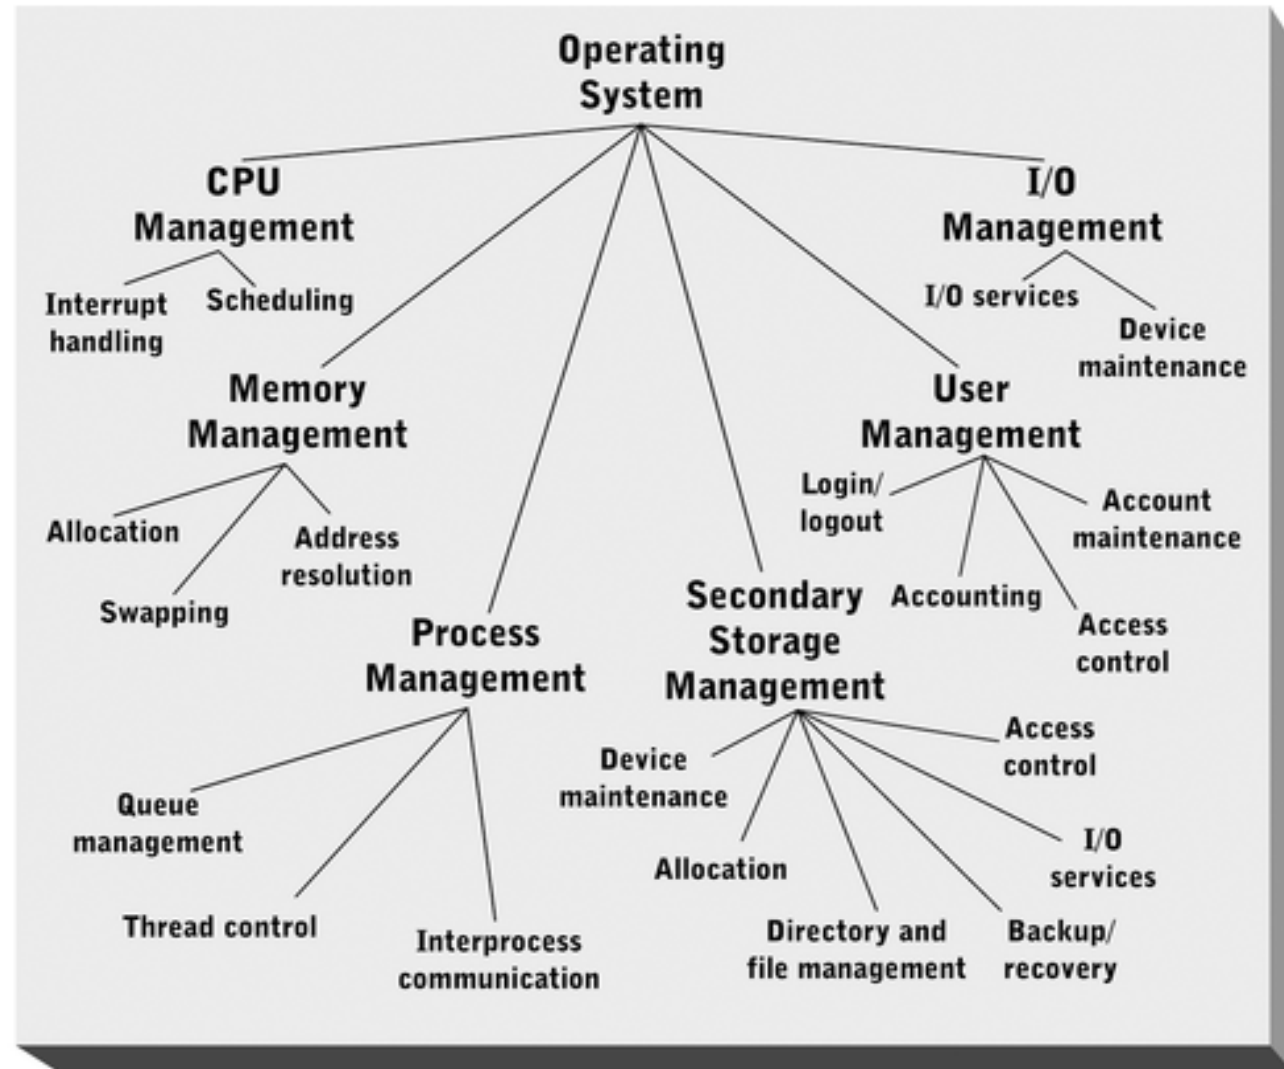 Operating
System
CPU
Management
Interrupt
handling
Scheduling
I/O
Management
I/O services
Device
maintenance
Memory
Management
Allocation
Swapping
Address
resolution
User
Management
Login/
logout
Accounting
Access
control
Account
maintenance
Process
Management
Queue
management
Thread control
Interprocess
communication
Secondary
Storage
Management
Device
maintenance
Allocation
Directory and
file management
Backup/
recovery
I/O
services
Access
control